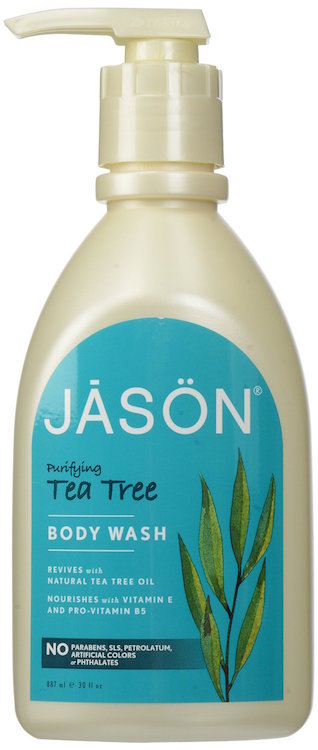 JĀSÖN®
Purifying
Tea Tree
BODY WASH
REVIVES with
NATURAL TEA TREE OIL
NOURISHES with VITAMIN E
AND PRO-VITAMIN B5
NO PARABENS, SLS, PETROLATUM,
ARTIFICIAL COLORS
or PHTHALATES
887 ml ℮ 30 fl oz